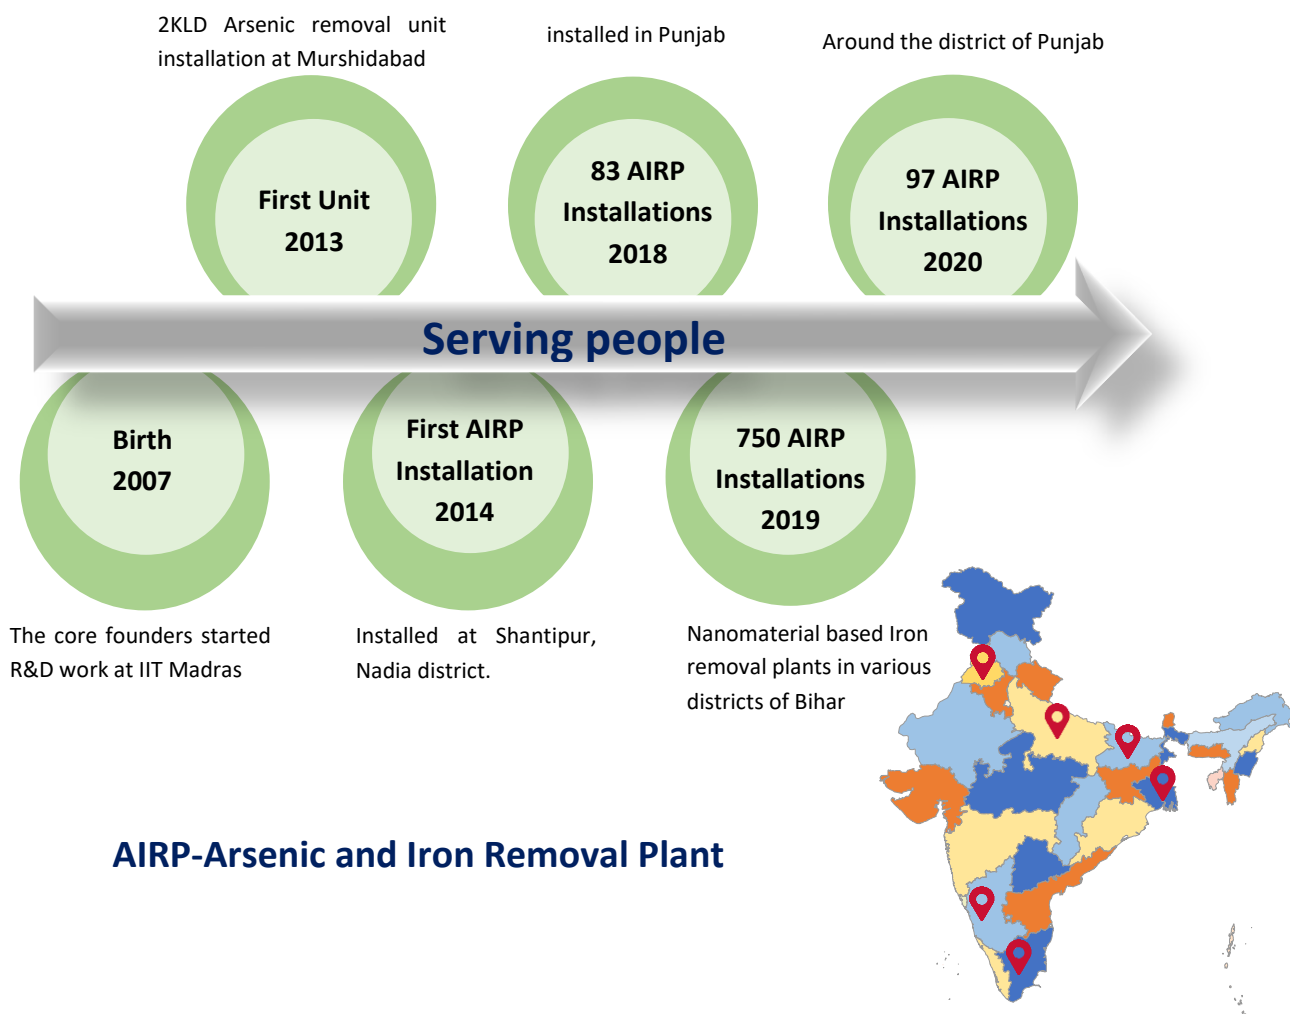 2KLD Arsenic removal unit
installation at Murshidabad
installed in Punjab
Around the district of Punjab
First Unit
2013
83 AIRP
Installations
2018
97 AIRP
Installations
2020
Serving people
Birth
2007
First AIRP
Installation
2014
750 AIRP
Installations
2019
The core founders started
R&D work at IIT Madras
Installed at Shantipur,
Nadia district.
Nanomaterial based Iron
removal plants in various
districts of Bihar
AIRP-Arsenic and Iron Removal Plant